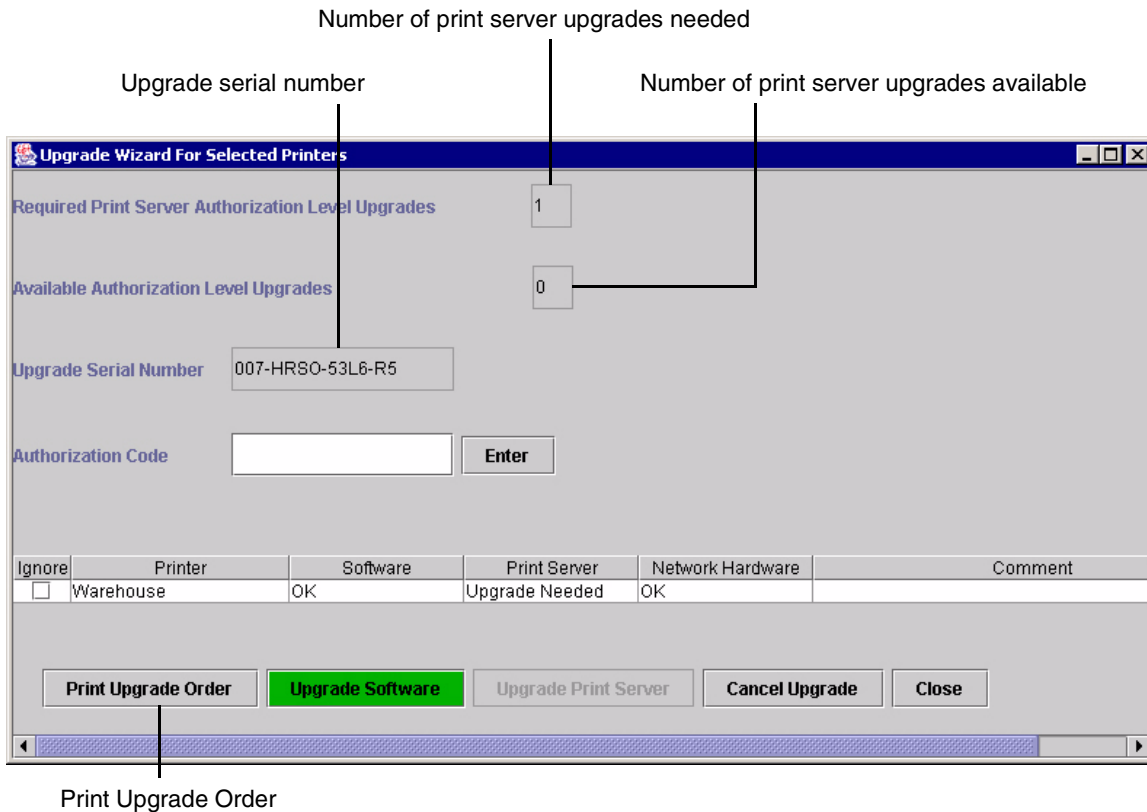 Number of print server upgrades needed
Upgrade serial number
Number of print server upgrades available
Upgrade Wizard For Selected Printers
Required Print Server Authorization Level Upgrades 1
Available Authorization Level Upgrades 0
Upgrade Serial Number 007-HRSO-53L6-R5
Authorization Code Enter
Ignore Printer Software Print Server Network Hardware Comment
Warehouse OK Upgrade Needed OK
Print Upgrade Order Upgrade Software Upgrade Print Server Cancel Upgrade Close
Print Upgrade Order